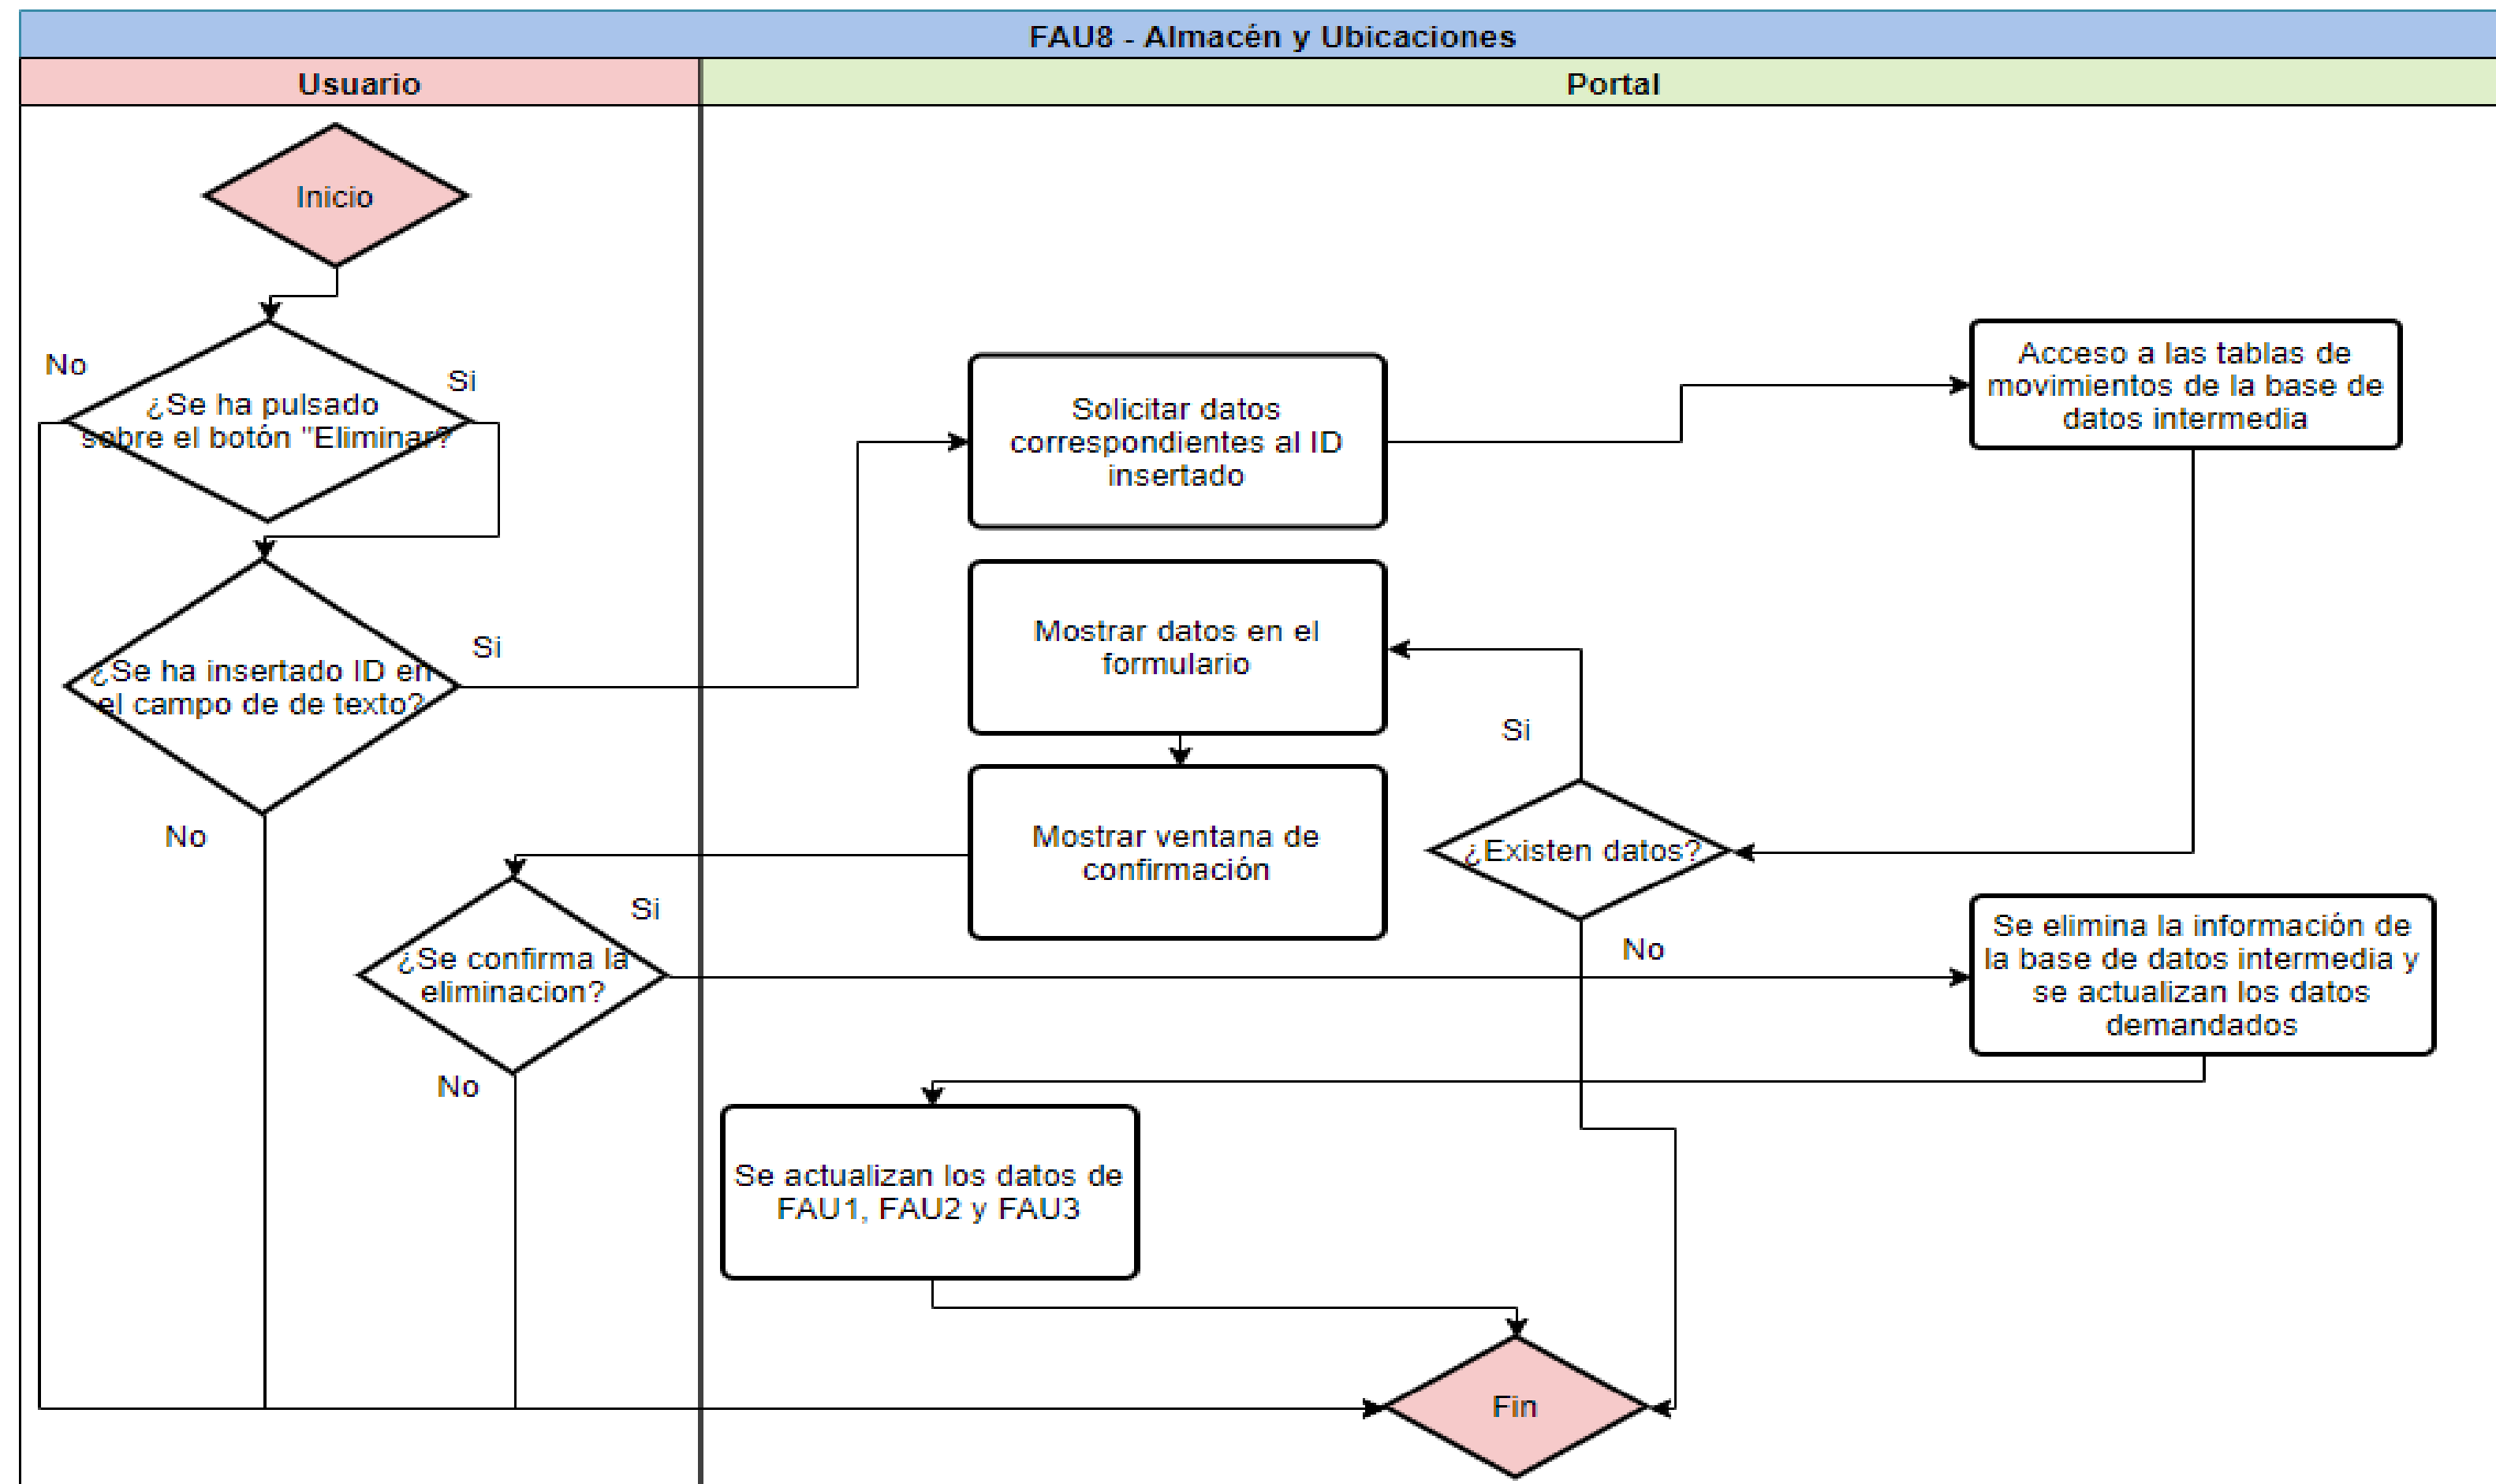 FAU8 - Almacén y Ubicaciones
Usuario
Portal
Inicio
No
Si
¿Se ha pulsado
sobre el botón "Eliminar?
Solicitar datos
correspondientes al ID
insertado
Acceso a las tablas de
movimientos de la base de
datos intermedia
¿Se ha insertado ID en
el campo de de texto?
Si
No
Mostrar datos en el
formulario
Si
Mostrar ventana de
confirmación
¿Existen datos?
No
¿Se confirma la
eliminacion?
Si
No
Se elimina la información de
la base de datos intermedia y
se actualizan los datos
demandados
Se actualizan los datos de
FAU1, FAU2 y FAU3
Fin